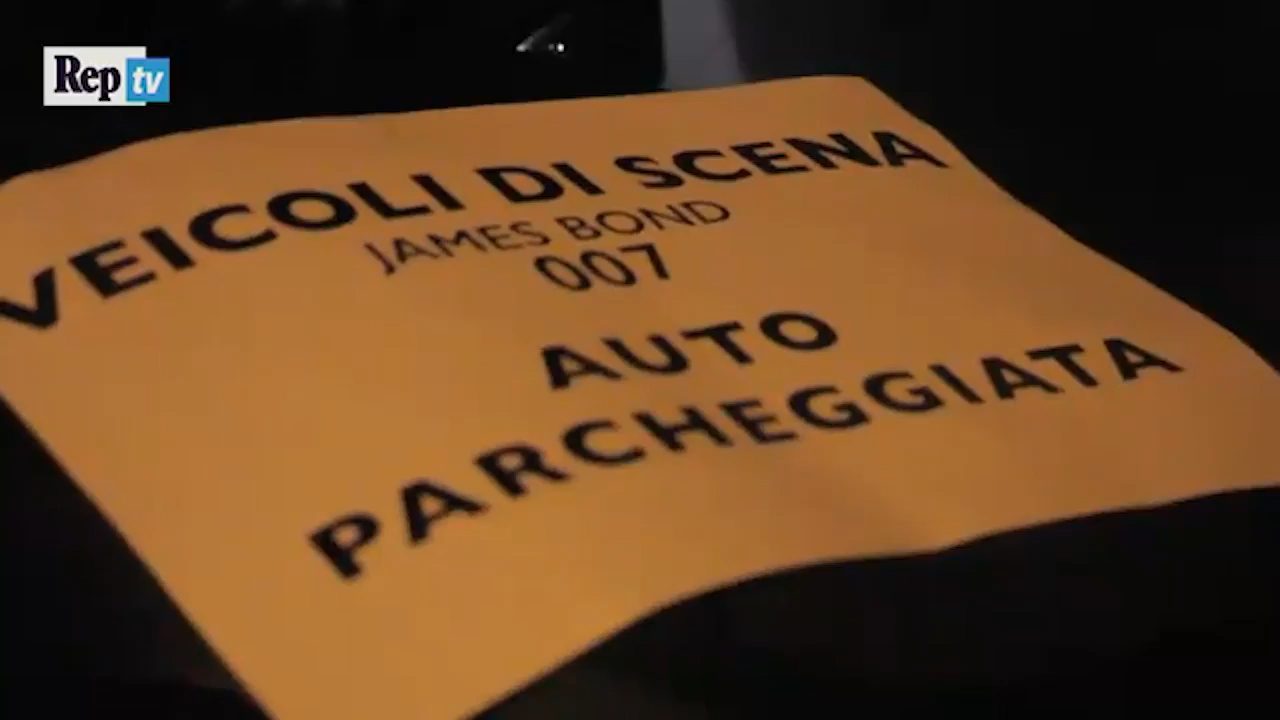 Rep tv
VEICOLI DI SCENA
JAMES BOND
007
AUTO
PARCHEGGIATA